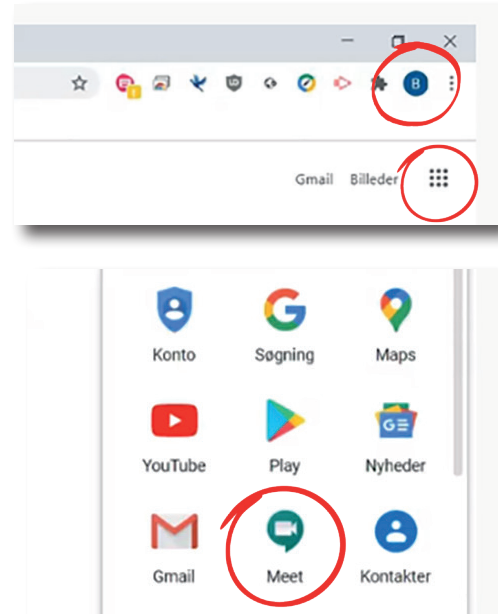 B
Gmail Billeder
Konto Søgning Maps
G≡
YouTube Play Nyheder
Gmail Meet Kontakter